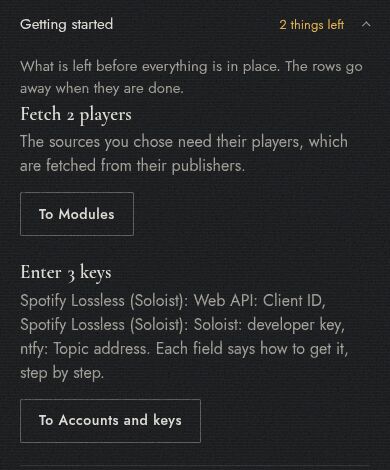 Getting started
2 things left
What is left before everything is in place. The rows go
away when they are done.
Fetch 2 players
The sources you chose need their players, which
are fetched from their publishers.
To Modules
Enter 3 keys
Spotify Lossless (Soloist): Web API: Client ID,
Spotify Lossless (Soloist): Soloist: developer key,
ntfy: Topic address. Each field says how to get it,
step by step.
To Accounts and keys